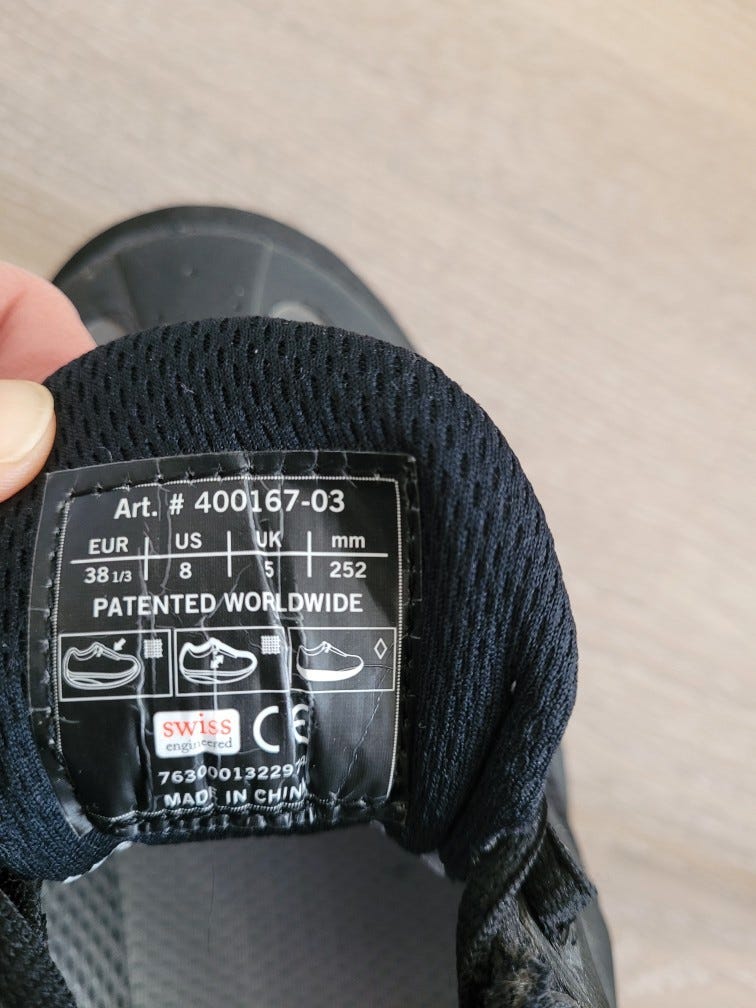 Art. # 400167-03
EUR US UK mm
38 1/3 8 5 252
PATENTED WORLDWIDE
swiss
engineered
CE
MADE IN CHIN